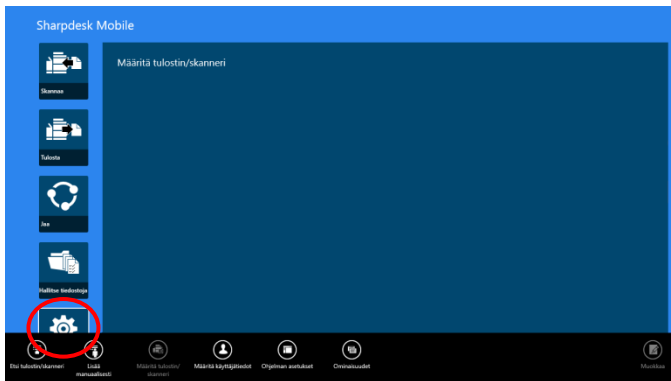 Sharpdesk Mobile
Määritä tulostin/skanneri
Skannaa
Tulosta
Jaa
Hallitse tiedostoja
Etsi tulostin/skanneri
Lisää
manuaalisesti
Määritä tulostin/
skanneri
Määritä käyttäjätiedot
Ohjelman asetukset
Ominaisuudet
Muokkaa